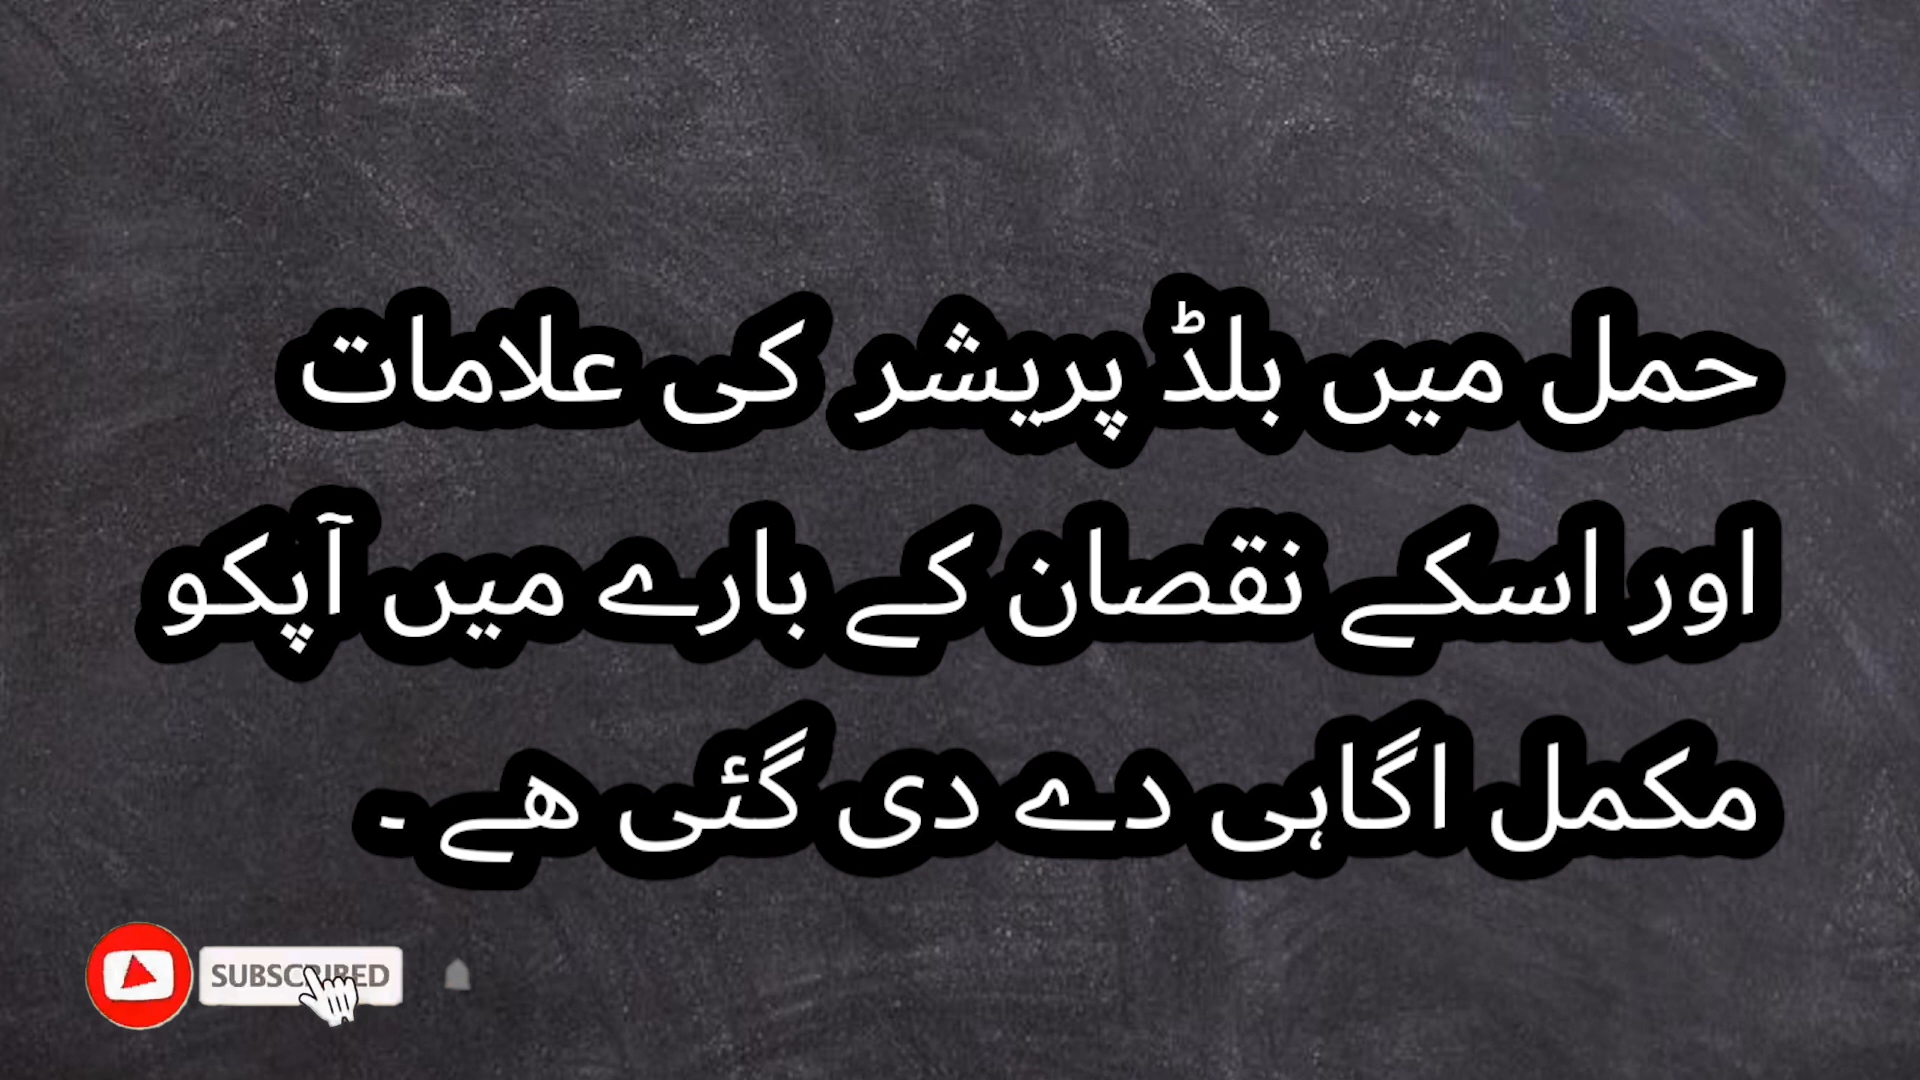 حمل میں بلڈ پریشر کی علامات
اور اسکے نقصان کے بارے میں آپکو
مکمل اگاہی دے دی گئی ھے ۔
SUBSCRIBED